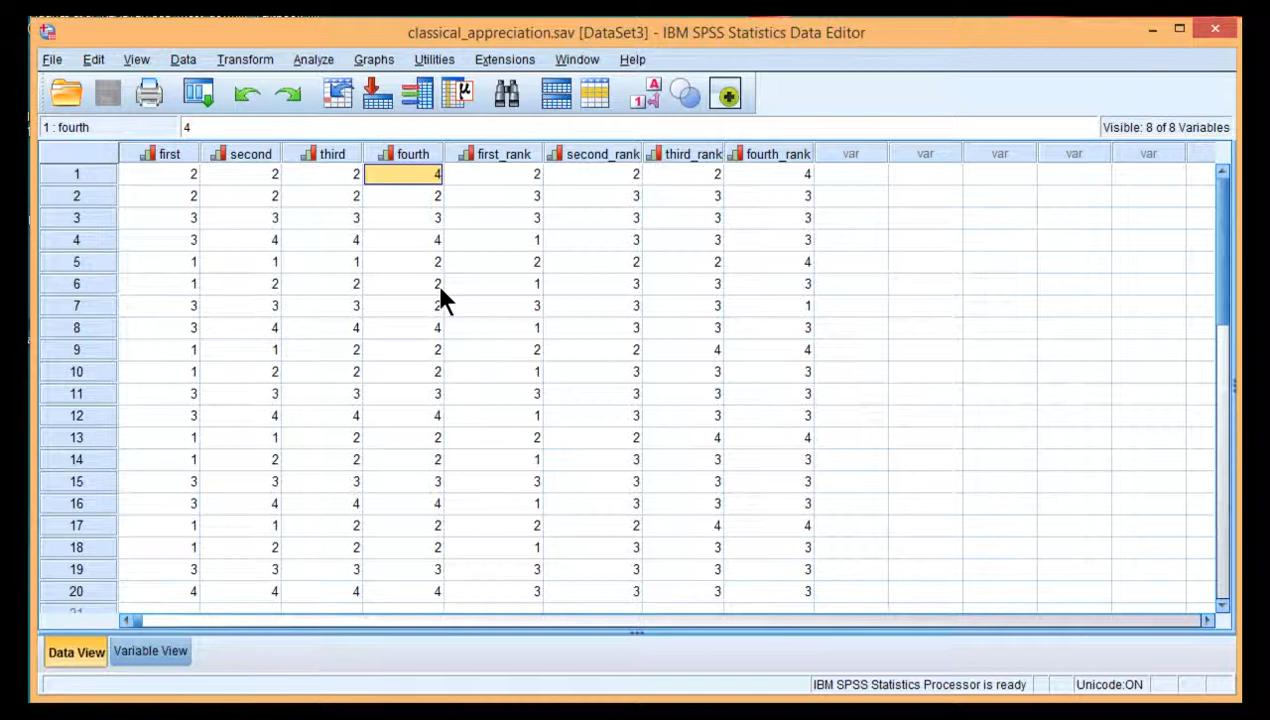 classical_appreciation.sav [DataSet3] - IBM SPSS Statistics Data Editor
File Edit View Data Transform Analyze Graphs Utilities Extensions Window Help
1 : fourth 4 Visible: 8 of 8 Variables
first second third fourth first_rank second_rank third_rank fourth_rank var var var var var
1 2 2 2 4 2 2 2 4
2 2 2 2 2 3 3 3 3
3 3 3 3 3 3 3 3 3
4 3 4 4 4 1 3 3 3
5 1 1 1 2 2 2 2 4
6 1 2 2 2 1 3 3 3
7 3 3 3 2 3 3 3 1
8 3 4 4 4 1 3 3 3
9 1 1 2 2 2 2 4 4
10 1 2 2 2 1 3 3 3
11 3 3 3 3 3 3 3 3
12 3 4 4 4 1 3 3 3
13 1 1 2 2 2 2 4 4
14 1 2 2 2 1 3 3 3
15 3 3 3 3 3 3 3 3
16 3 4 4 4 1 3 3 3
17 1 1 2 2 2 2 4 4
18 1 2 2 2 1 3 3 3
19 3 3 3 3 3 3 3 3
20 4 4 4 4 3 3 3 3
Data View Variable View
IBM SPSS Statistics Processor is ready Unicode:ON